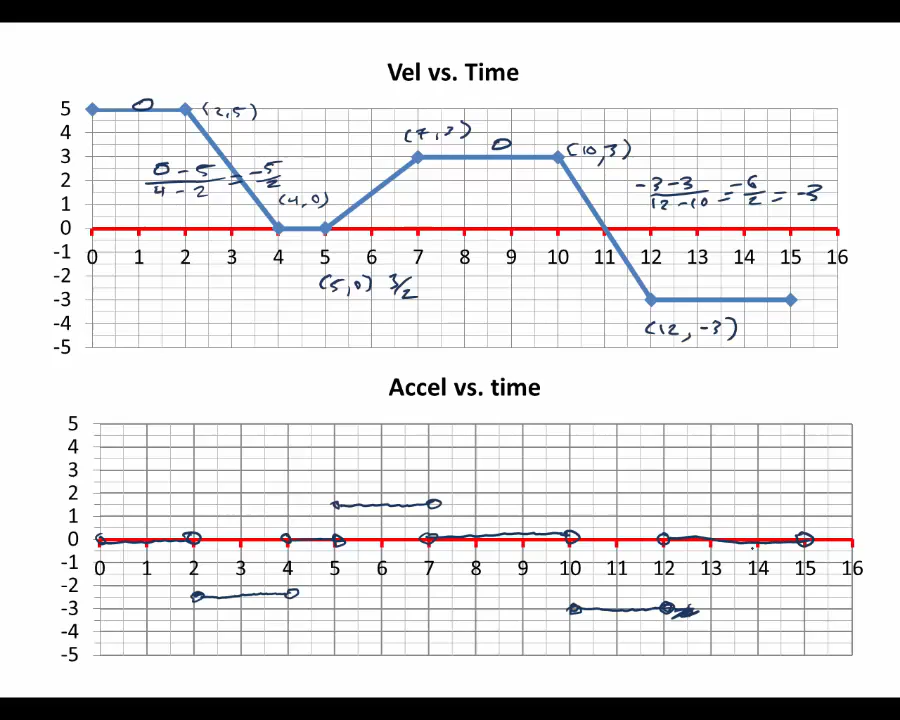 Vel vs. Time
5 0 (2,5)
4 (7,3)
3 0 (10,3)
2 0-5/4-2 = -5/2 -3-3/12-10 = -6/2 = -3
1 (4,0)
0
-1 0 1 2 3 4 5 6 7 8 9 10 11 12 13 14 15 16
-2 (5,0) 3/2
-3
-4 (12,-3)
-5
Accel vs. time
5
4
3
2
1
0
-1 0 1 2 3 4 5 6 7 8 9 10 11 12 13 14 15 16
-2
-3
-4
-5